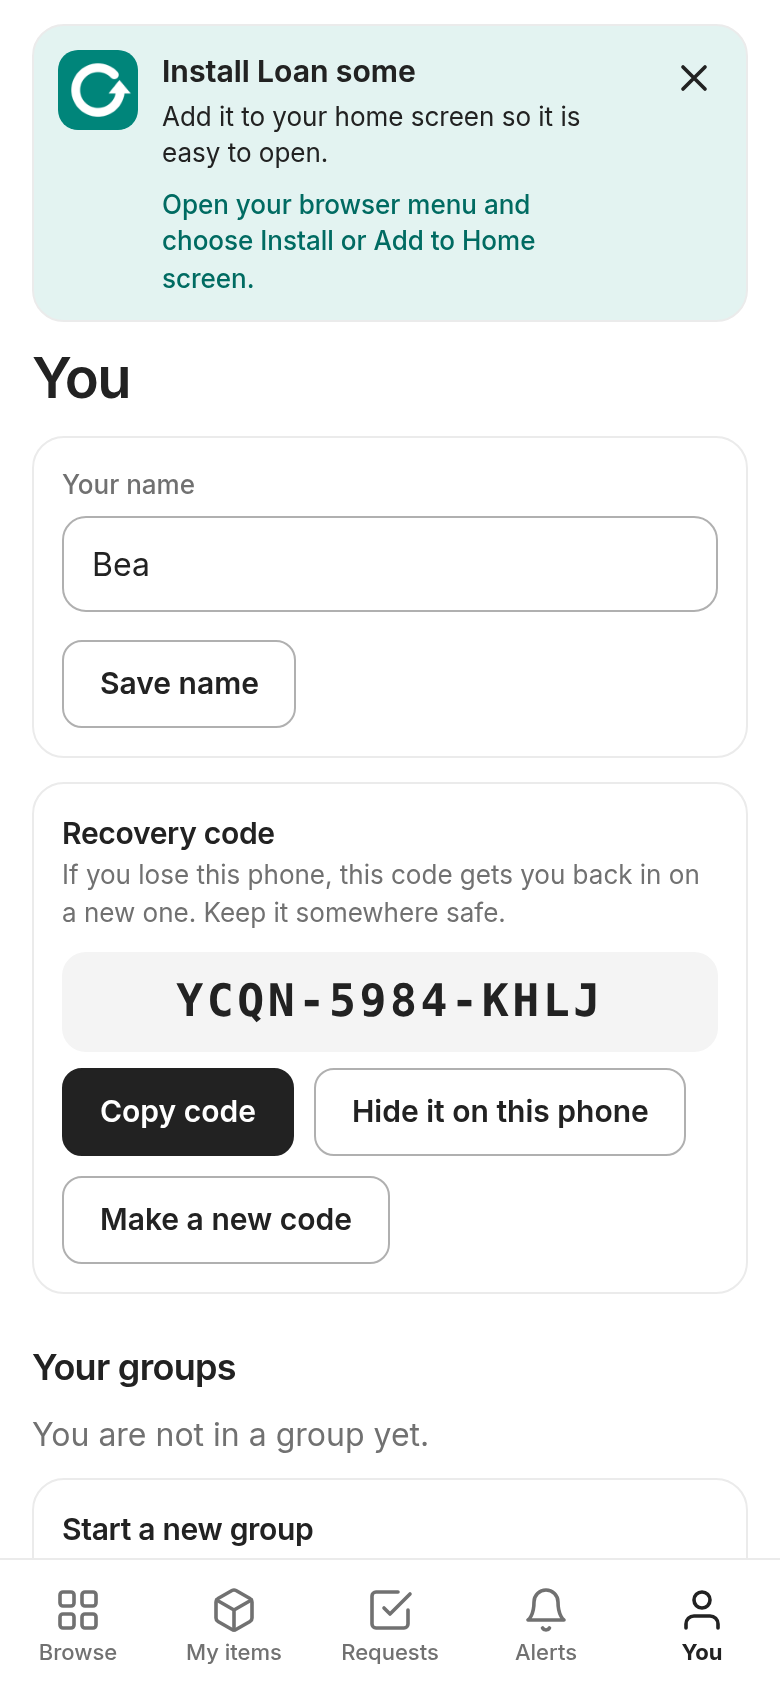 Install Loan some
Add it to your home screen so it is
easy to open.
Open your browser menu and
choose Install or Add to Home
screen.
You
Your name
Bea
Save name
Recovery code
If you lose this phone, this code gets you back in on
a new one. Keep it somewhere safe.
YCQN-5984-KHLJ
Copy code
Hide it on this phone
Make a new code
Your groups
You are not in a group yet.
Start a new group
Browse
My items
Requests
Alerts
You